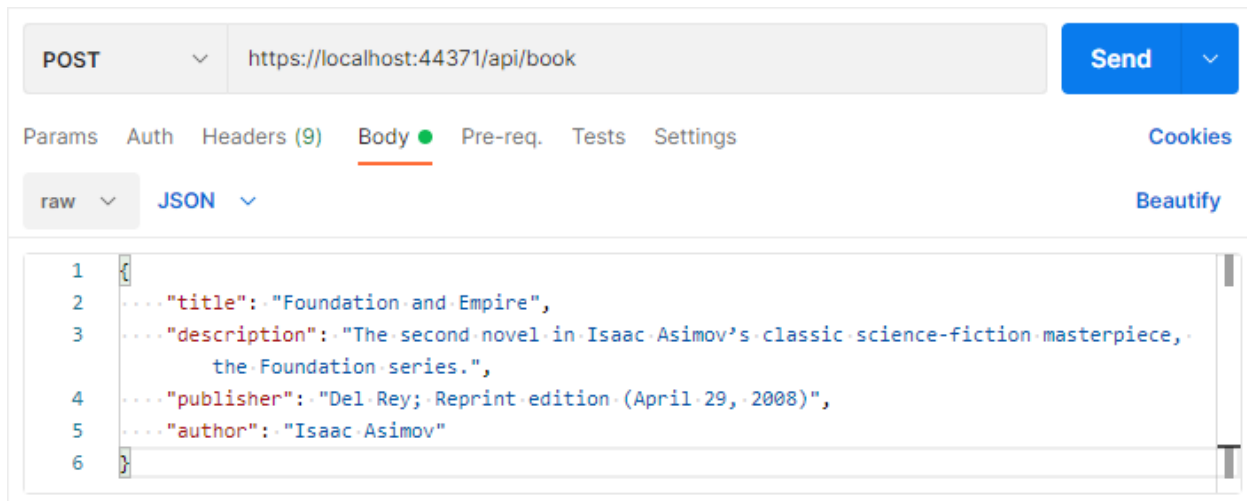 POST https://localhost:44371/api/book Send
Params Auth Headers (9) Body Pre-req. Tests Settings Cookies
raw JSON Beautify
1 {
2 "title": "Foundation and Empire",
3 "description": "The second novel in Isaac Asimov’s classic science-fiction masterpiece,
the Foundation series.",
4 "publisher": "Del Rey; Reprint edition (April 29, 2008)",
5 "author": "Isaac Asimov"
6 }